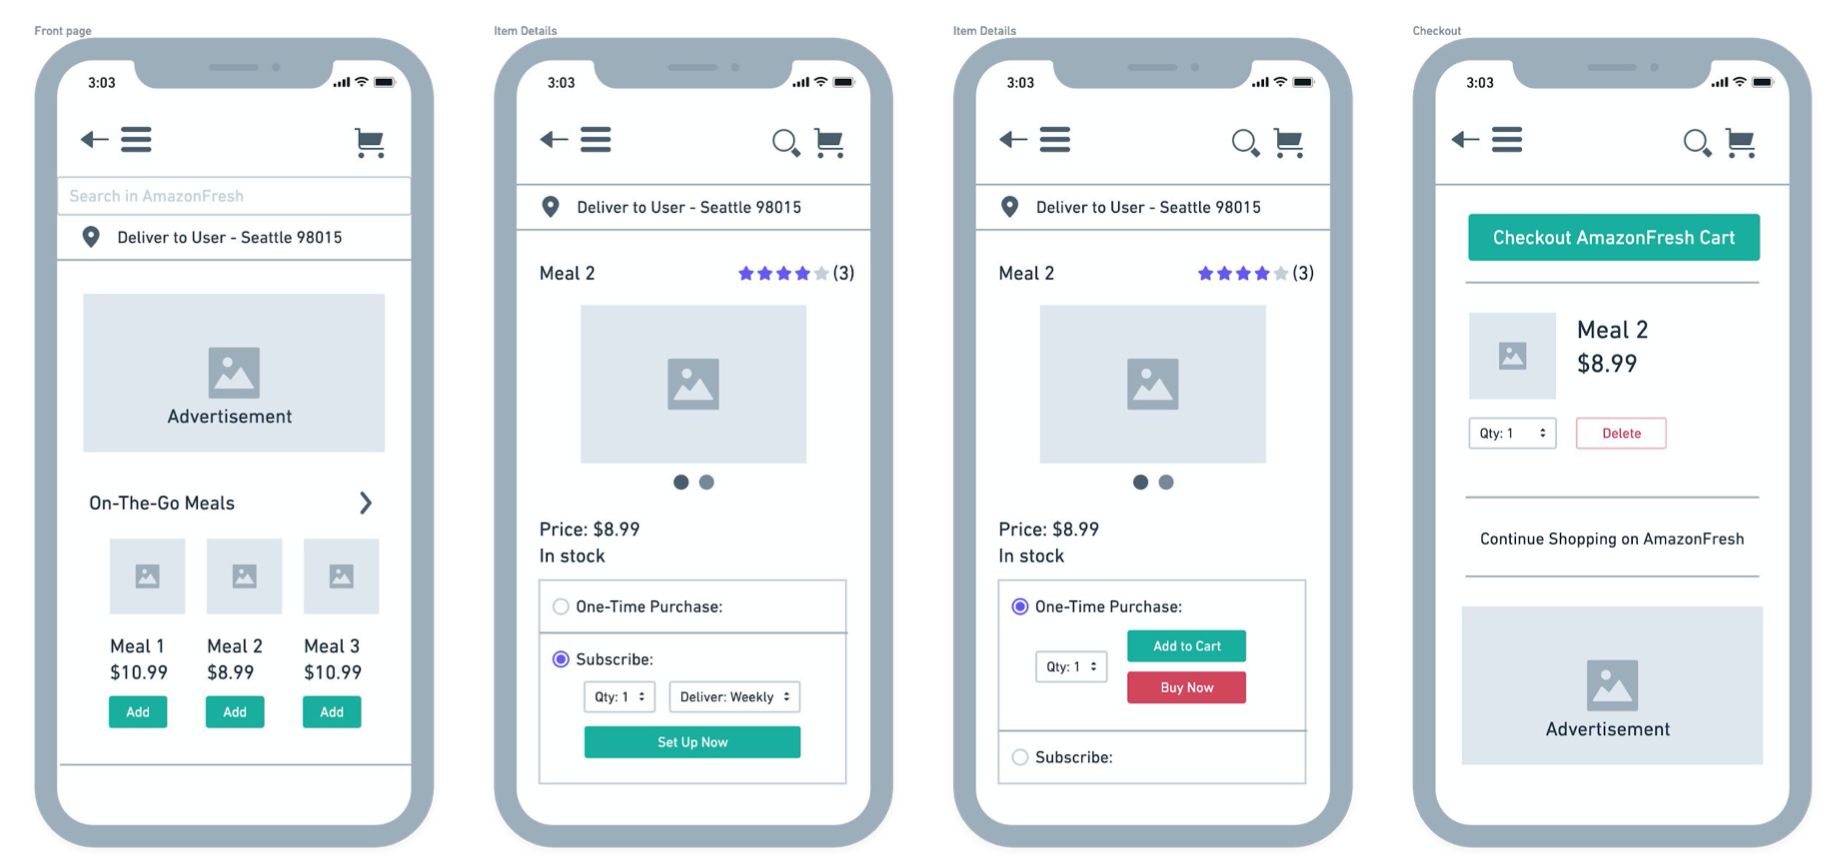 Front page
3:03
Search in AmazonFresh
Deliver to User - Seattle 98015
Advertisement
On-The-Go Meals
Meal 1 Meal 2 Meal 3
$10.99 $8.99 $10.99
Add Add Add
Item Details
3:03
Deliver to User - Seattle 98015
Meal 2 (3)
Price: $8.99
In stock
One-Time Purchase:
Subscribe:
Qty: 1 Deliver: Weekly
Set Up Now
Item Details
3:03
Deliver to User - Seattle 98015
Meal 2 (3)
Price: $8.99
In stock
One-Time Purchase:
Add to Cart
Qty: 1
Buy Now
Subscribe:
Checkout
3:03
Checkout AmazonFresh Cart
Meal 2
$8.99
Qty: 1 Delete
Continue Shopping on AmazonFresh
Advertisement